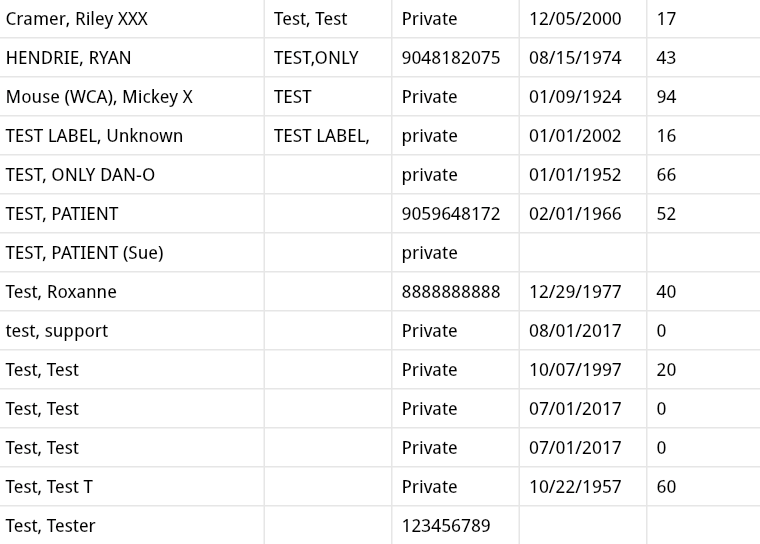 Cramer, Riley XXX Test, Test Private 12/05/2000 17
HENDRIE, RYAN TEST,ONLY 9048182075 08/15/1974 43
Mouse (WCA), Mickey X TEST Private 01/09/1924 94
TEST LABEL, Unknown TEST LABEL, private 01/01/2002 16
TEST, ONLY DAN-O private 01/01/1952 66
TEST, PATIENT 9059648172 02/01/1966 52
TEST, PATIENT (Sue) private
Test, Roxanne 8888888888 12/29/1977 40
test, support Private 08/01/2017 0
Test, Test Private 10/07/1997 20
Test, Test Private 07/01/2017 0
Test, Test Private 07/01/2017 0
Test, Test T Private 10/22/1957 60
Test, Tester 123456789